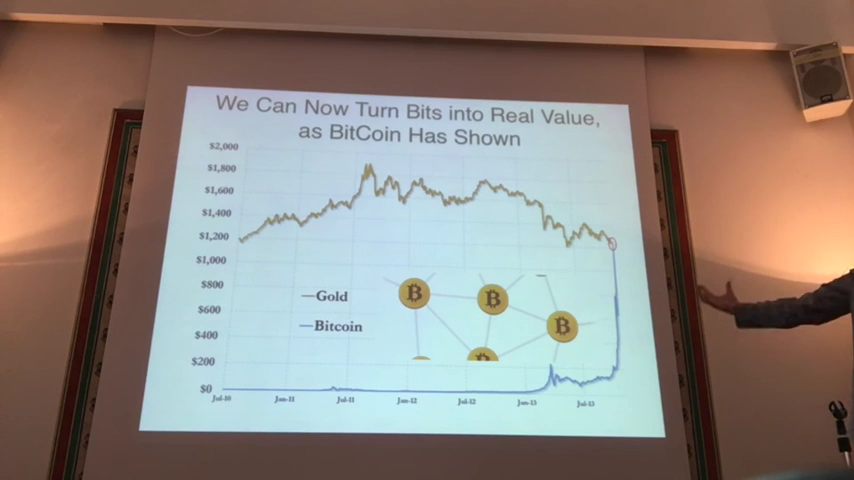 We Can Now Turn Bits into Real Value,
as BitCoin Has Shown
$2,000
$1,800
$1,600
$1,400
$1,200
$1,000
$800
$600
$400
$200
$0
Gold
Bitcoin
B
B
B
B
Jul-10
Jan-11
Jul-11
Jan-12
Jul-12
Jan-13
Jul-13